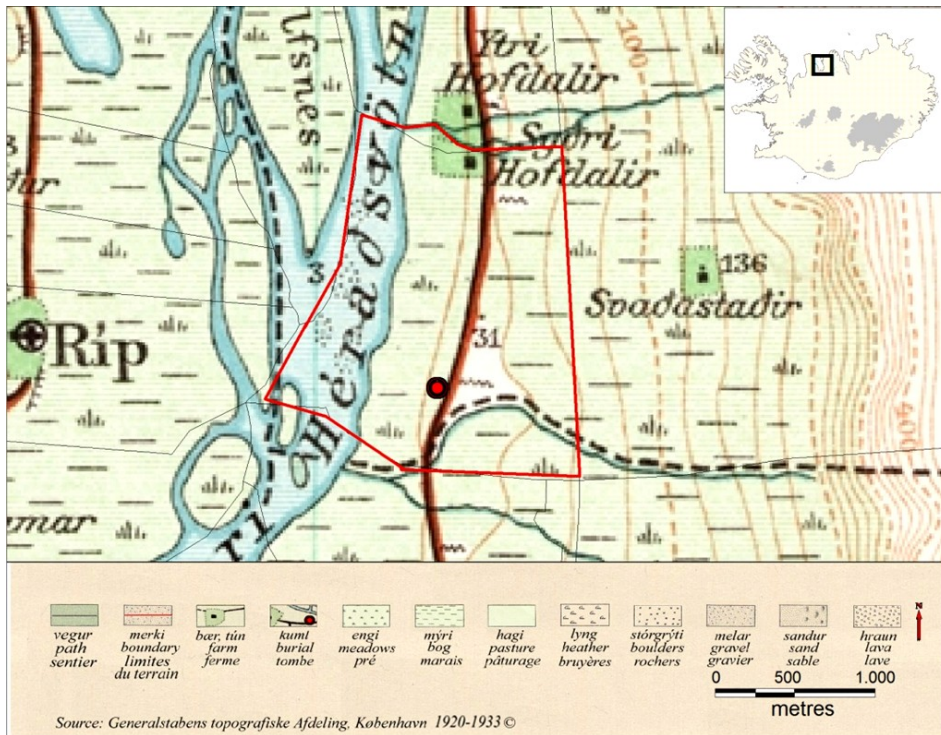 Ytri
Hofdalir
Syðri
Hofdalir
100
136
Svaðastaðir
3
31
400
Ríp
Héraðsvötn
vegur
path
sentier
merki
boundary
limites
du terrain
bær, tún
farm
ferme
kuml
burial
tombe
engi
meadows
pré
mýri
bog
marais
hagi
pasture
pâturage
lyng
heather
bruyères
stórgrýti
boulders
rochers
melar
gravel
gravier
sandur
sand
sable
hraun
lava
lave
N
0 500 1.000
metres
Source: Generalstabens topografiske Afdeling, København 1920-1933 ©